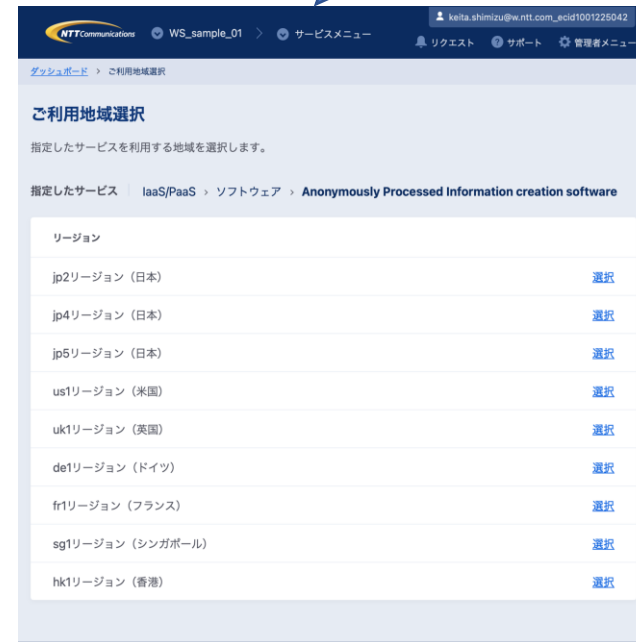 keita.shimizu@w.ntt.com_ecid1001225042
NTT Communications WS_sample_01 > サービスメニュー リクエスト サポート 管理者メニュー
ダッシュボード > ご利用地域選択
ご利用地域選択
指定したサービスを利用する地域を選択します。
指定したサービス IaaS/PaaS > ソフトウェア > Anonymously Processed Information creation software
リージョン
jp2リージョン（日本） 選択
jp4リージョン（日本） 選択
jp5リージョン（日本） 選択
us1リージョン（米国） 選択
uk1リージョン（英国） 選択
de1リージョン（ドイツ） 選択
fr1リージョン（フランス） 選択
sg1リージョン（シンガポール） 選択
hk1リージョン（香港） 選択